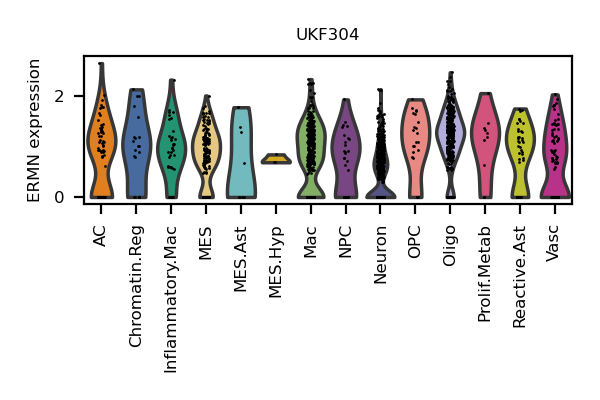 UKF304
ERMN expression
2
0
AC
Chromatin.Reg
Inflammatory.Mac
MES
MES.Ast
MES.Hyp
Mac
NPC
Neuron
OPC
Oligo
Prolif.Metab
Reactive.Ast
Vasc